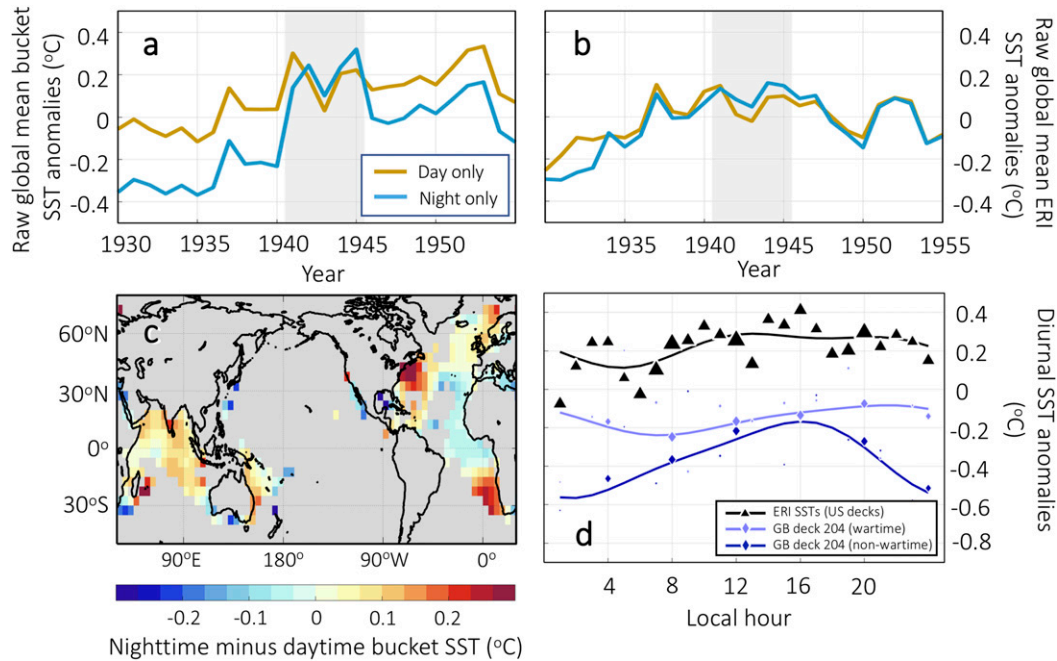 Raw global mean bucket
SST anomalies (°C)
a
0.4
0.2
0
-0.2
-0.4
Day only
Night only
1930 1935 1940 1945 1950
Year
b
0.4
0.2
0
-0.2
-0.4
Raw global mean ERI
SST anomalies (°C)
1935 1940 1945 1950 1955
Year
c
60°N
30°N
0°
30°S
90°E 180° 90°W 0°
-0.2 -0.1 0 0.1 0.2
Nighttime minus daytime bucket SST (°C)
0.4
0.2
0
-0.2
-0.4
-0.6
-0.8
Diurnal SST anomalies
(°C)
d
ERI SSTs (US decks)
GB deck 204 (wartime)
GB deck 204 (non-wartime)
4 8 12 16 20
Local hour